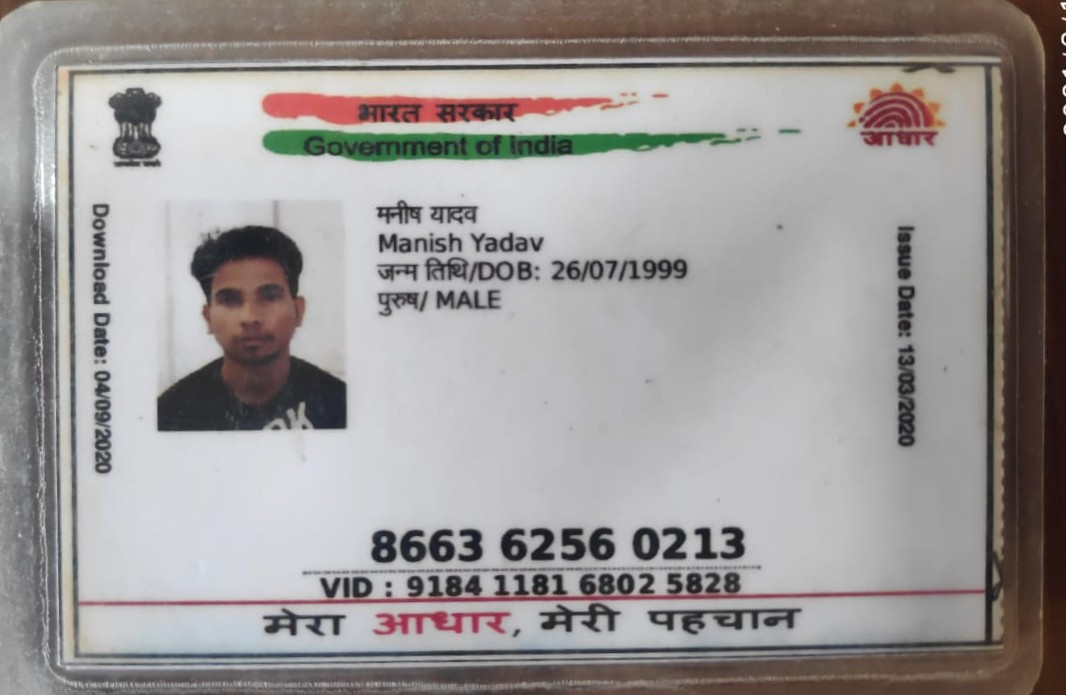 भारत सरकार
Government of India
आधार
Download Date: 04/09/2020
मनीष यादव
Manish Yadav
जन्म तिथि/DOB: 26/07/1999
पुरुष/ MALE
Issue Date: 13/03/2020
8663 6256 0213
VID : 9184 1181 6802 5828
मेरा आधार, मेरी पहचान